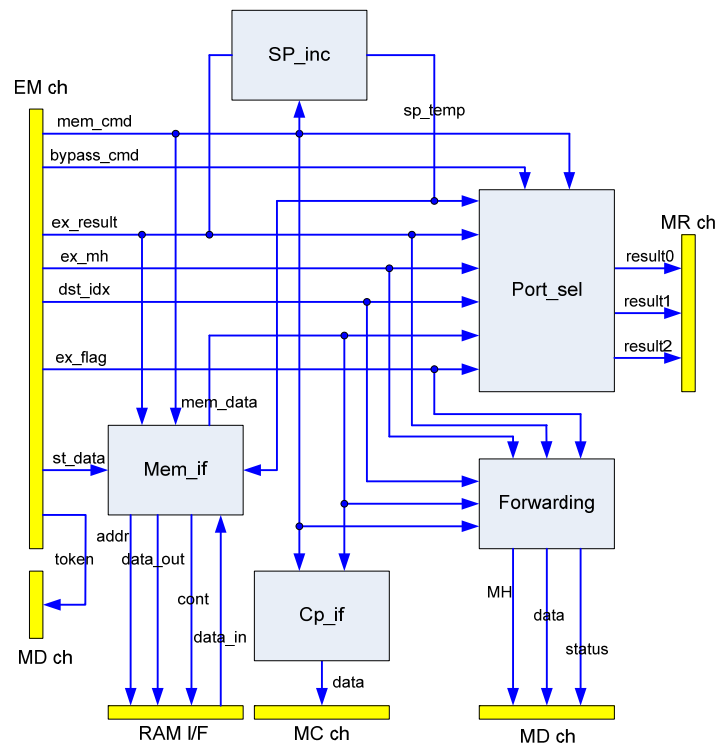 SP_inc
EM ch
sp_temp
mem_cmd
bypass_cmd
ex_result
MR ch
ex_mh
result0
dst_idx
Port_sel
result1
ex_flag
result2
mem_data
st_data
Mem_if
Forwarding
addr
token
data_out
MH
cont
data
Cp_if
data_in
status
MD ch
data
RAM I/F
MC ch
MD ch